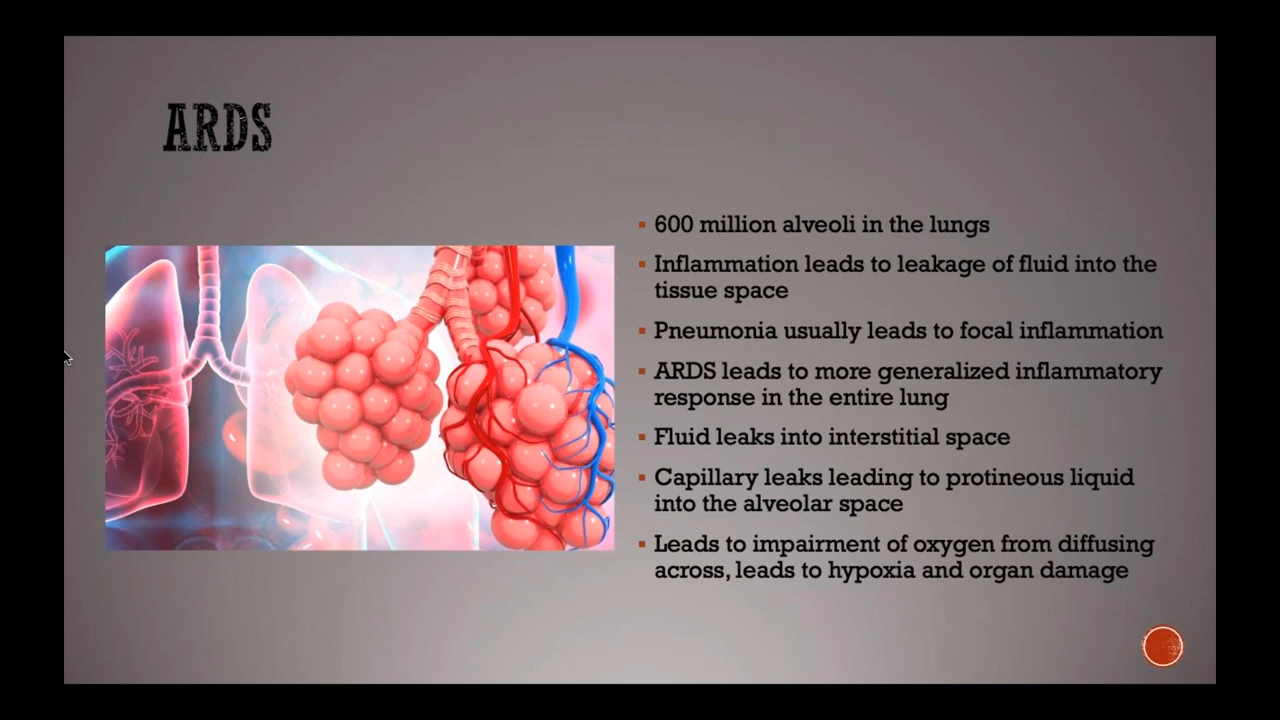 ARDS
600 million alveoli in the lungs
Inflammation leads to leakage of fluid into the
tissue space
Pneumonia usually leads to focal inflammation
ARDS leads to more generalized inflammatory
response in the entire lung
Fluid leaks into interstitial space
Capillary leaks leading to protineous liquid
into the alveolar space
Leads to impairment of oxygen from diffusing
across, leads to hypoxia and organ damage